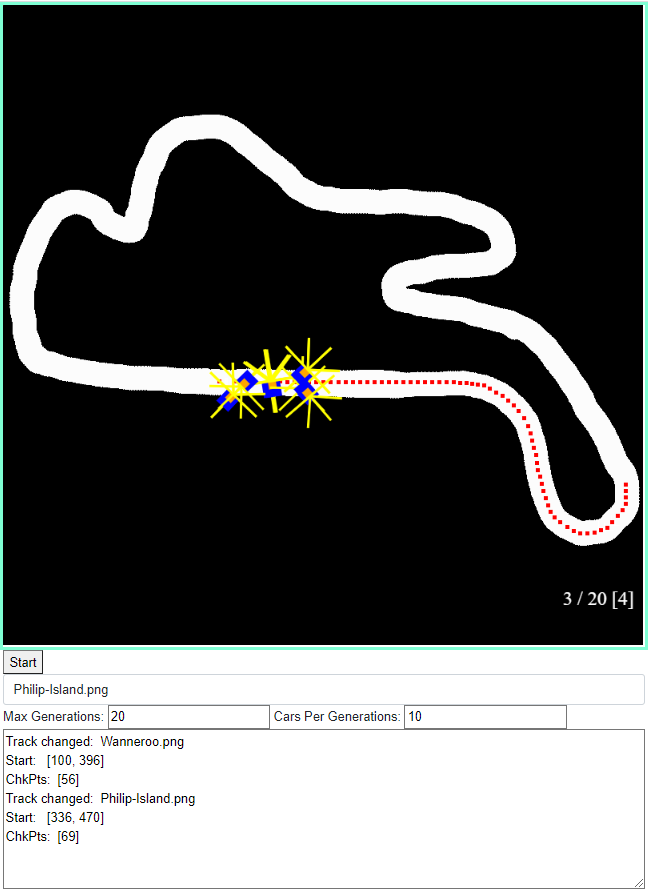 3 / 20 [4]
Start
Philip-Island.png
Max Generations: 20 Cars Per Generations: 10
Track changed:  Wanneroo.png
Start:   [100, 396]
ChkPts:  [56]
Track changed:  Philip-Island.png
Start:   [336, 470]
ChkPts:  [69]